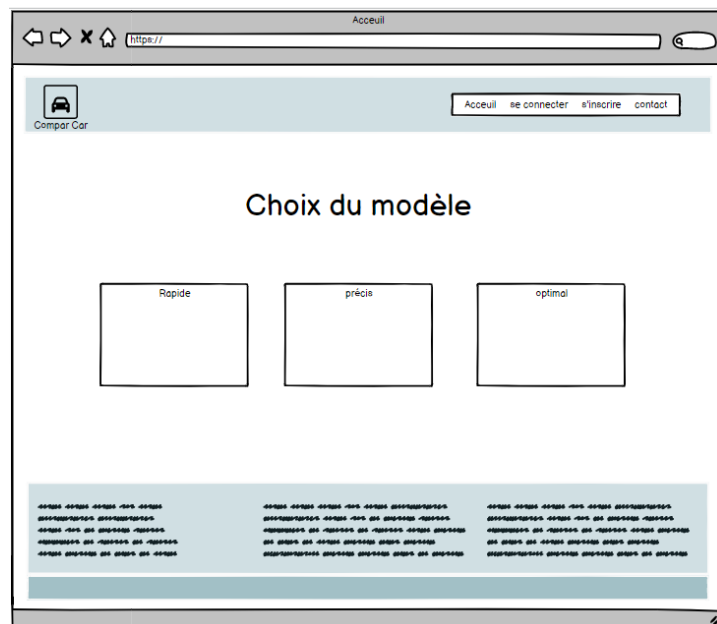 Acceuil
https://
Compar Car
Acceuil se connecter s'inscrire contact
Choix du modèle
Rapide
précis
optimal